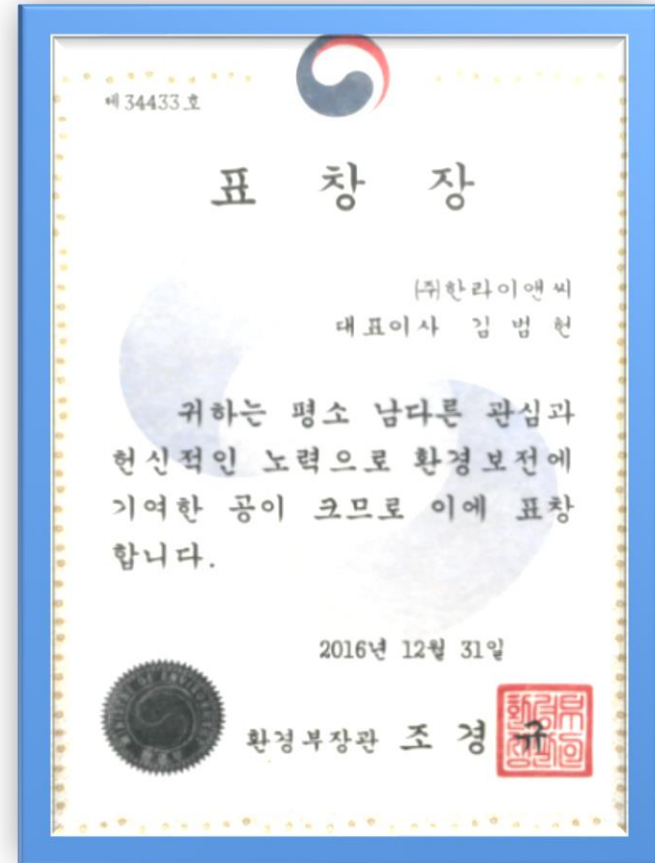 제 34433 호
표 창 장
(주)한라이앤씨
대표이사 김 범 헌
귀하는 평소 남다른 관심과
헌신적인 노력으로 환경보전에
기여한 공이 크므로 이에 표창
합니다.
2016년 12월 31일
환경부장관 조 경 규